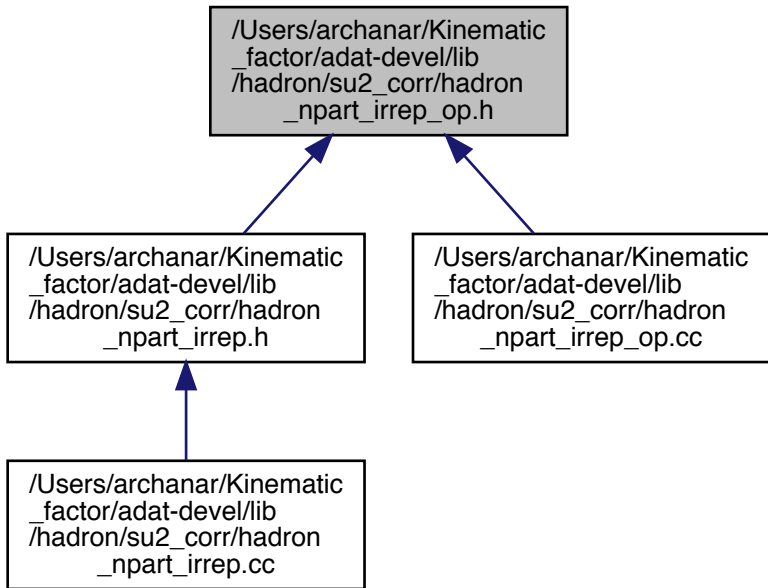 /Users/archanar/Kinematic
_factor/adat-devel/lib
/hadron/su2_corr/hadron
_npart_irrep_op.h
/Users/archanar/Kinematic
_factor/adat-devel/lib
/hadron/su2_corr/hadron
_npart_irrep.h
/Users/archanar/Kinematic
_factor/adat-devel/lib
/hadron/su2_corr/hadron
_npart_irrep_op.cc
/Users/archanar/Kinematic
_factor/adat-devel/lib
/hadron/su2_corr/hadron
_npart_irrep.cc